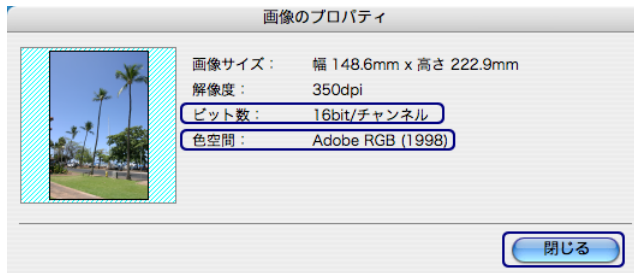 画像のプロパティ
画像サイズ： 幅 148.6mm x 高さ 222.9mm
解像度： 350dpi
ビット数： 16bit/チャンネル
色空間： Adobe RGB (1998)
閉じる